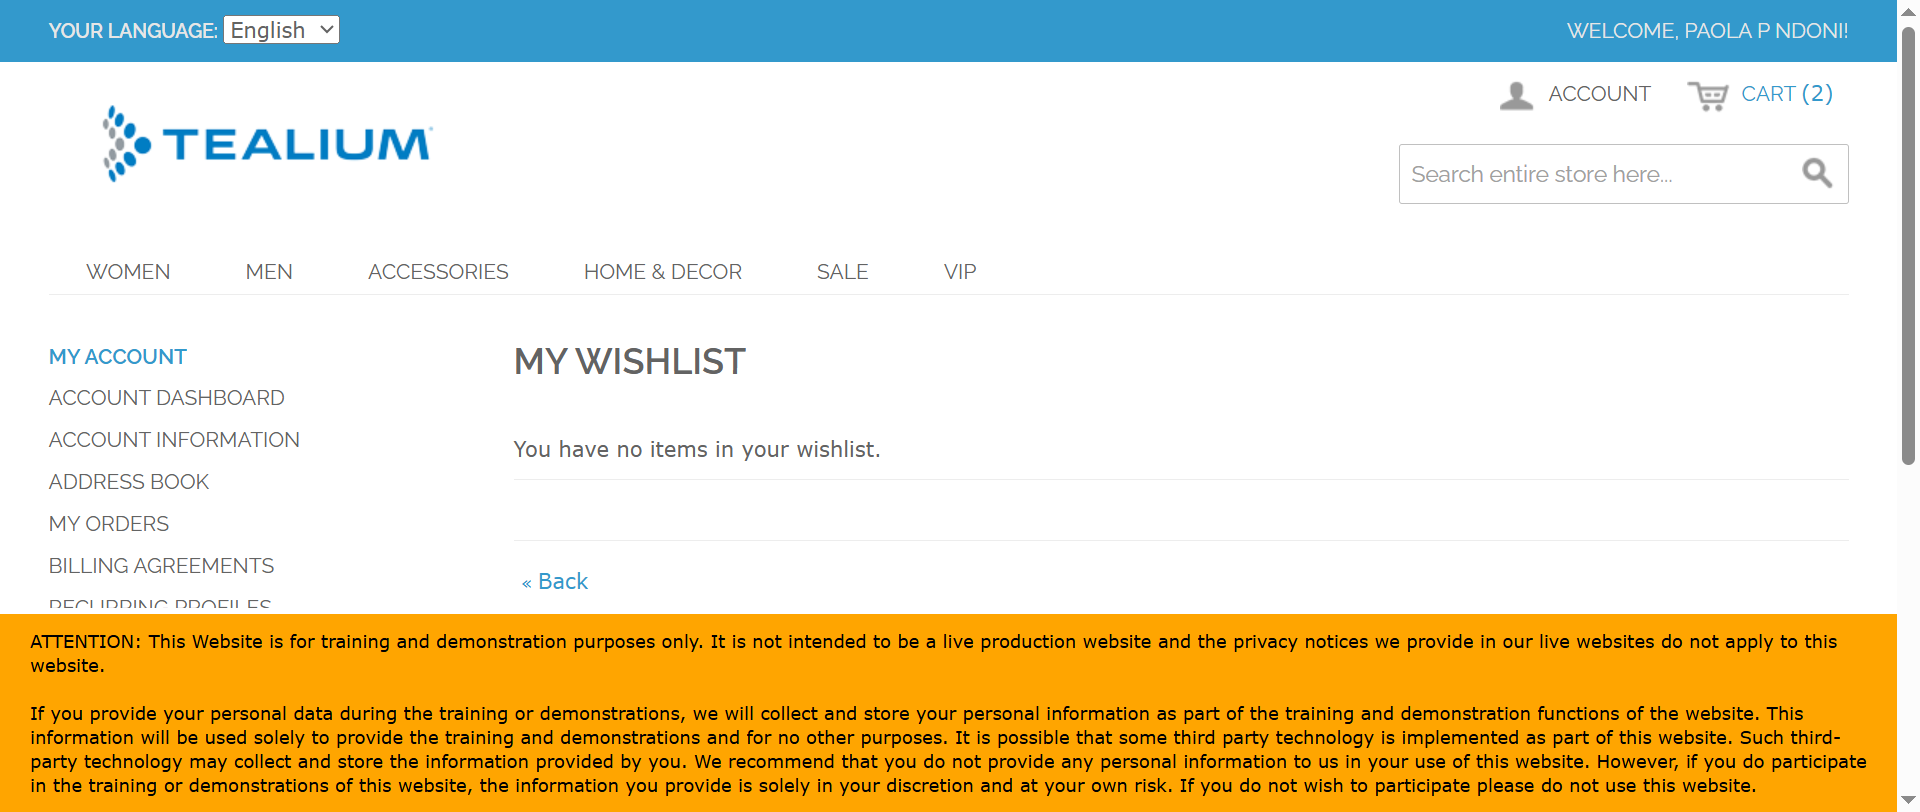 YOUR LANGUAGE: English
WELCOME, PAOLA P NDONI!
ACCOUNT
CART (2)
TEALIUM
Search entire store here...
WOMEN MEN ACCESSORIES HOME & DECOR SALE VIP
MY ACCOUNT
ACCOUNT DASHBOARD
ACCOUNT INFORMATION
ADDRESS BOOK
MY ORDERS
BILLING AGREEMENTS
RECURRING PROFILES
MY WISHLIST
You have no items in your wishlist.
« Back
ATTENTION: This Website is for training and demonstration purposes only. It is not intended to be a live production website and the privacy notices we provide in our live websites do not apply to this
website.
If you provide your personal data during the training or demonstrations, we will collect and store your personal information as part of the training and demonstration functions of the website. This
information will be used solely to provide the training and demonstrations and for no other purposes. It is possible that some third party technology is implemented as part of this website. Such third-
party technology may collect and store the information provided by you. We recommend that you do not provide any personal information to us in your use of this website. However, if you do participate
in the training or demonstrations of this website, the information you provide is solely in your discretion and at your own risk. If you do not wish to participate please do not use this website.